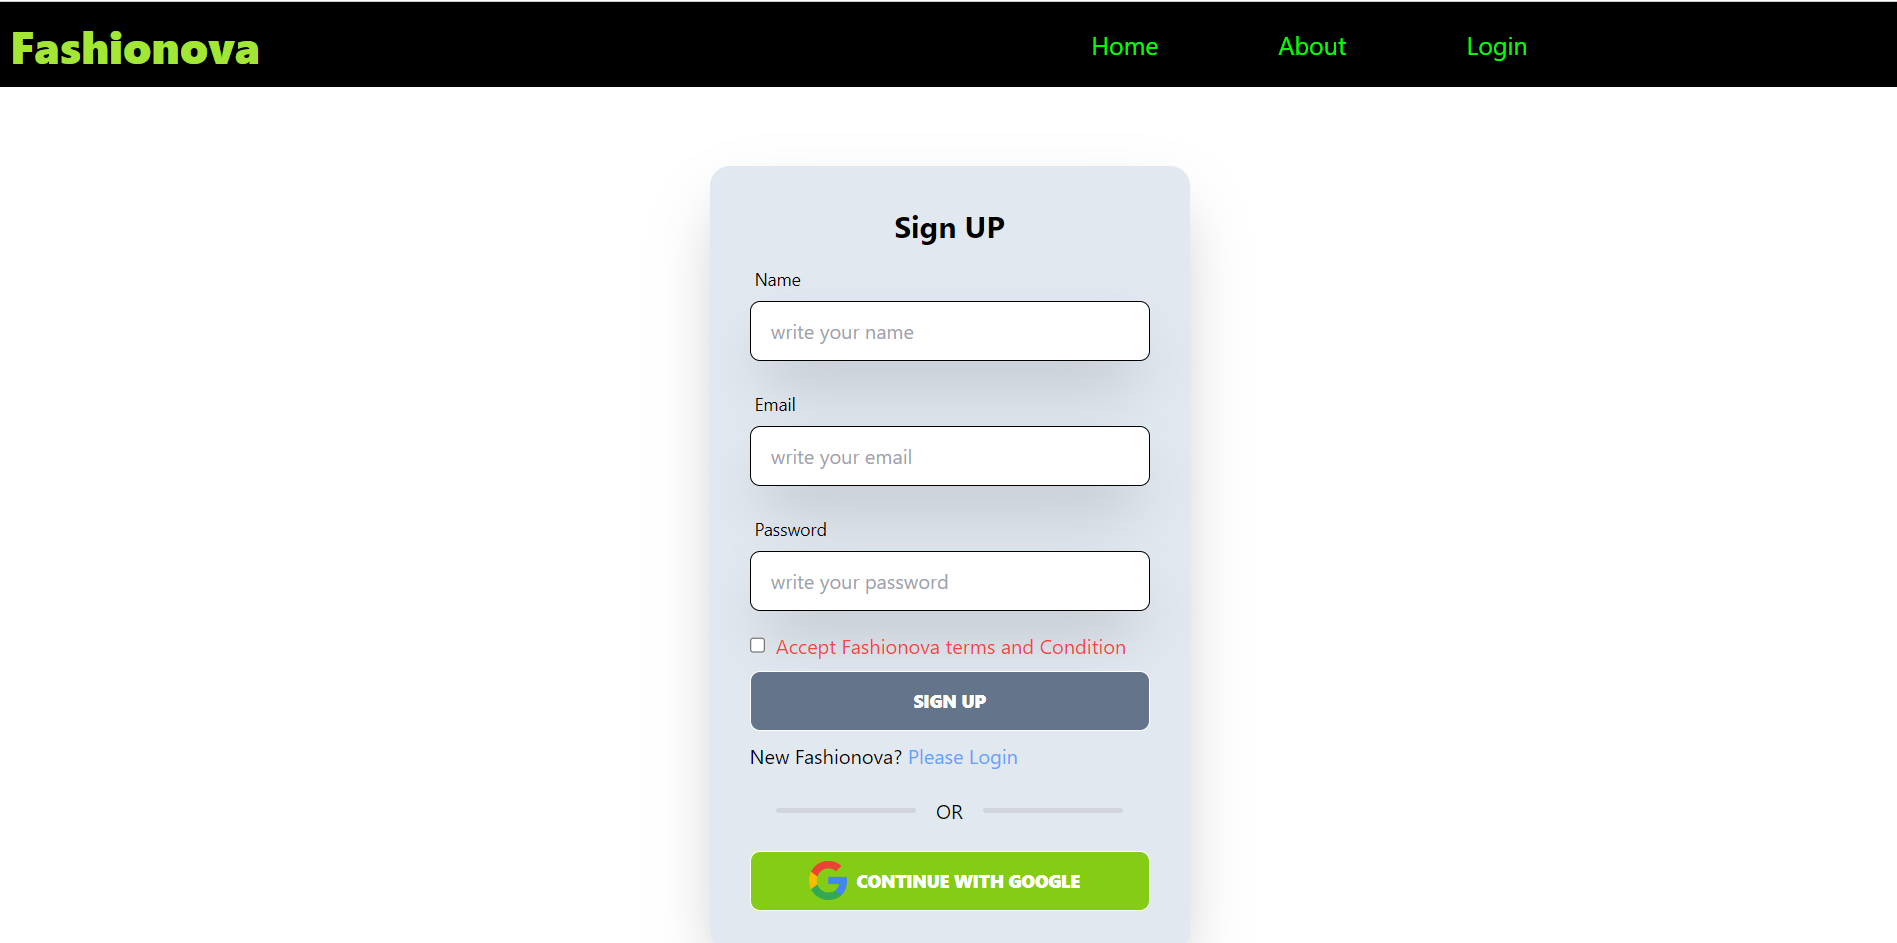 Fashionova Home About Login
Sign UP
Name
write your name
Email
write your email
Password
write your password
Accept Fashionova terms and Condition
SIGN UP
New Fashionova? Please Login
OR
CONTINUE WITH GOOGLE